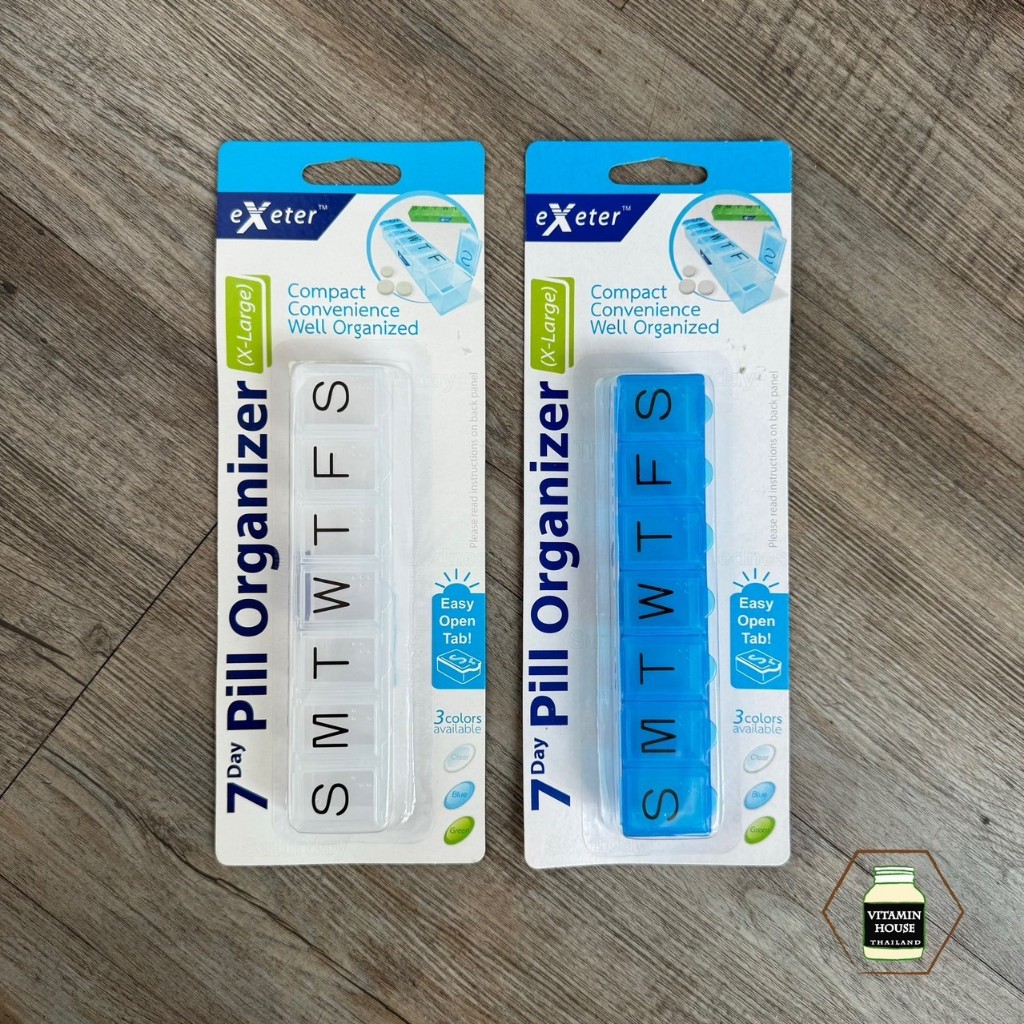 eXeter™
Compact
Convenience
Well Organized
7 Day Pill Organizer (X-Large)
S M T W T F S
Please read instructions on back panel
Easy
Open
Tab!
3 colors
available
Clear
Blue
Green
eXeter™
Compact
Convenience
Well Organized
7 Day Pill Organizer (X-Large)
S M T W T F S
Please read instructions on back panel
Easy
Open
Tab!
3 colors
available
Clear
Blue
Green
VITAMIN
HOUSE
THAILAND